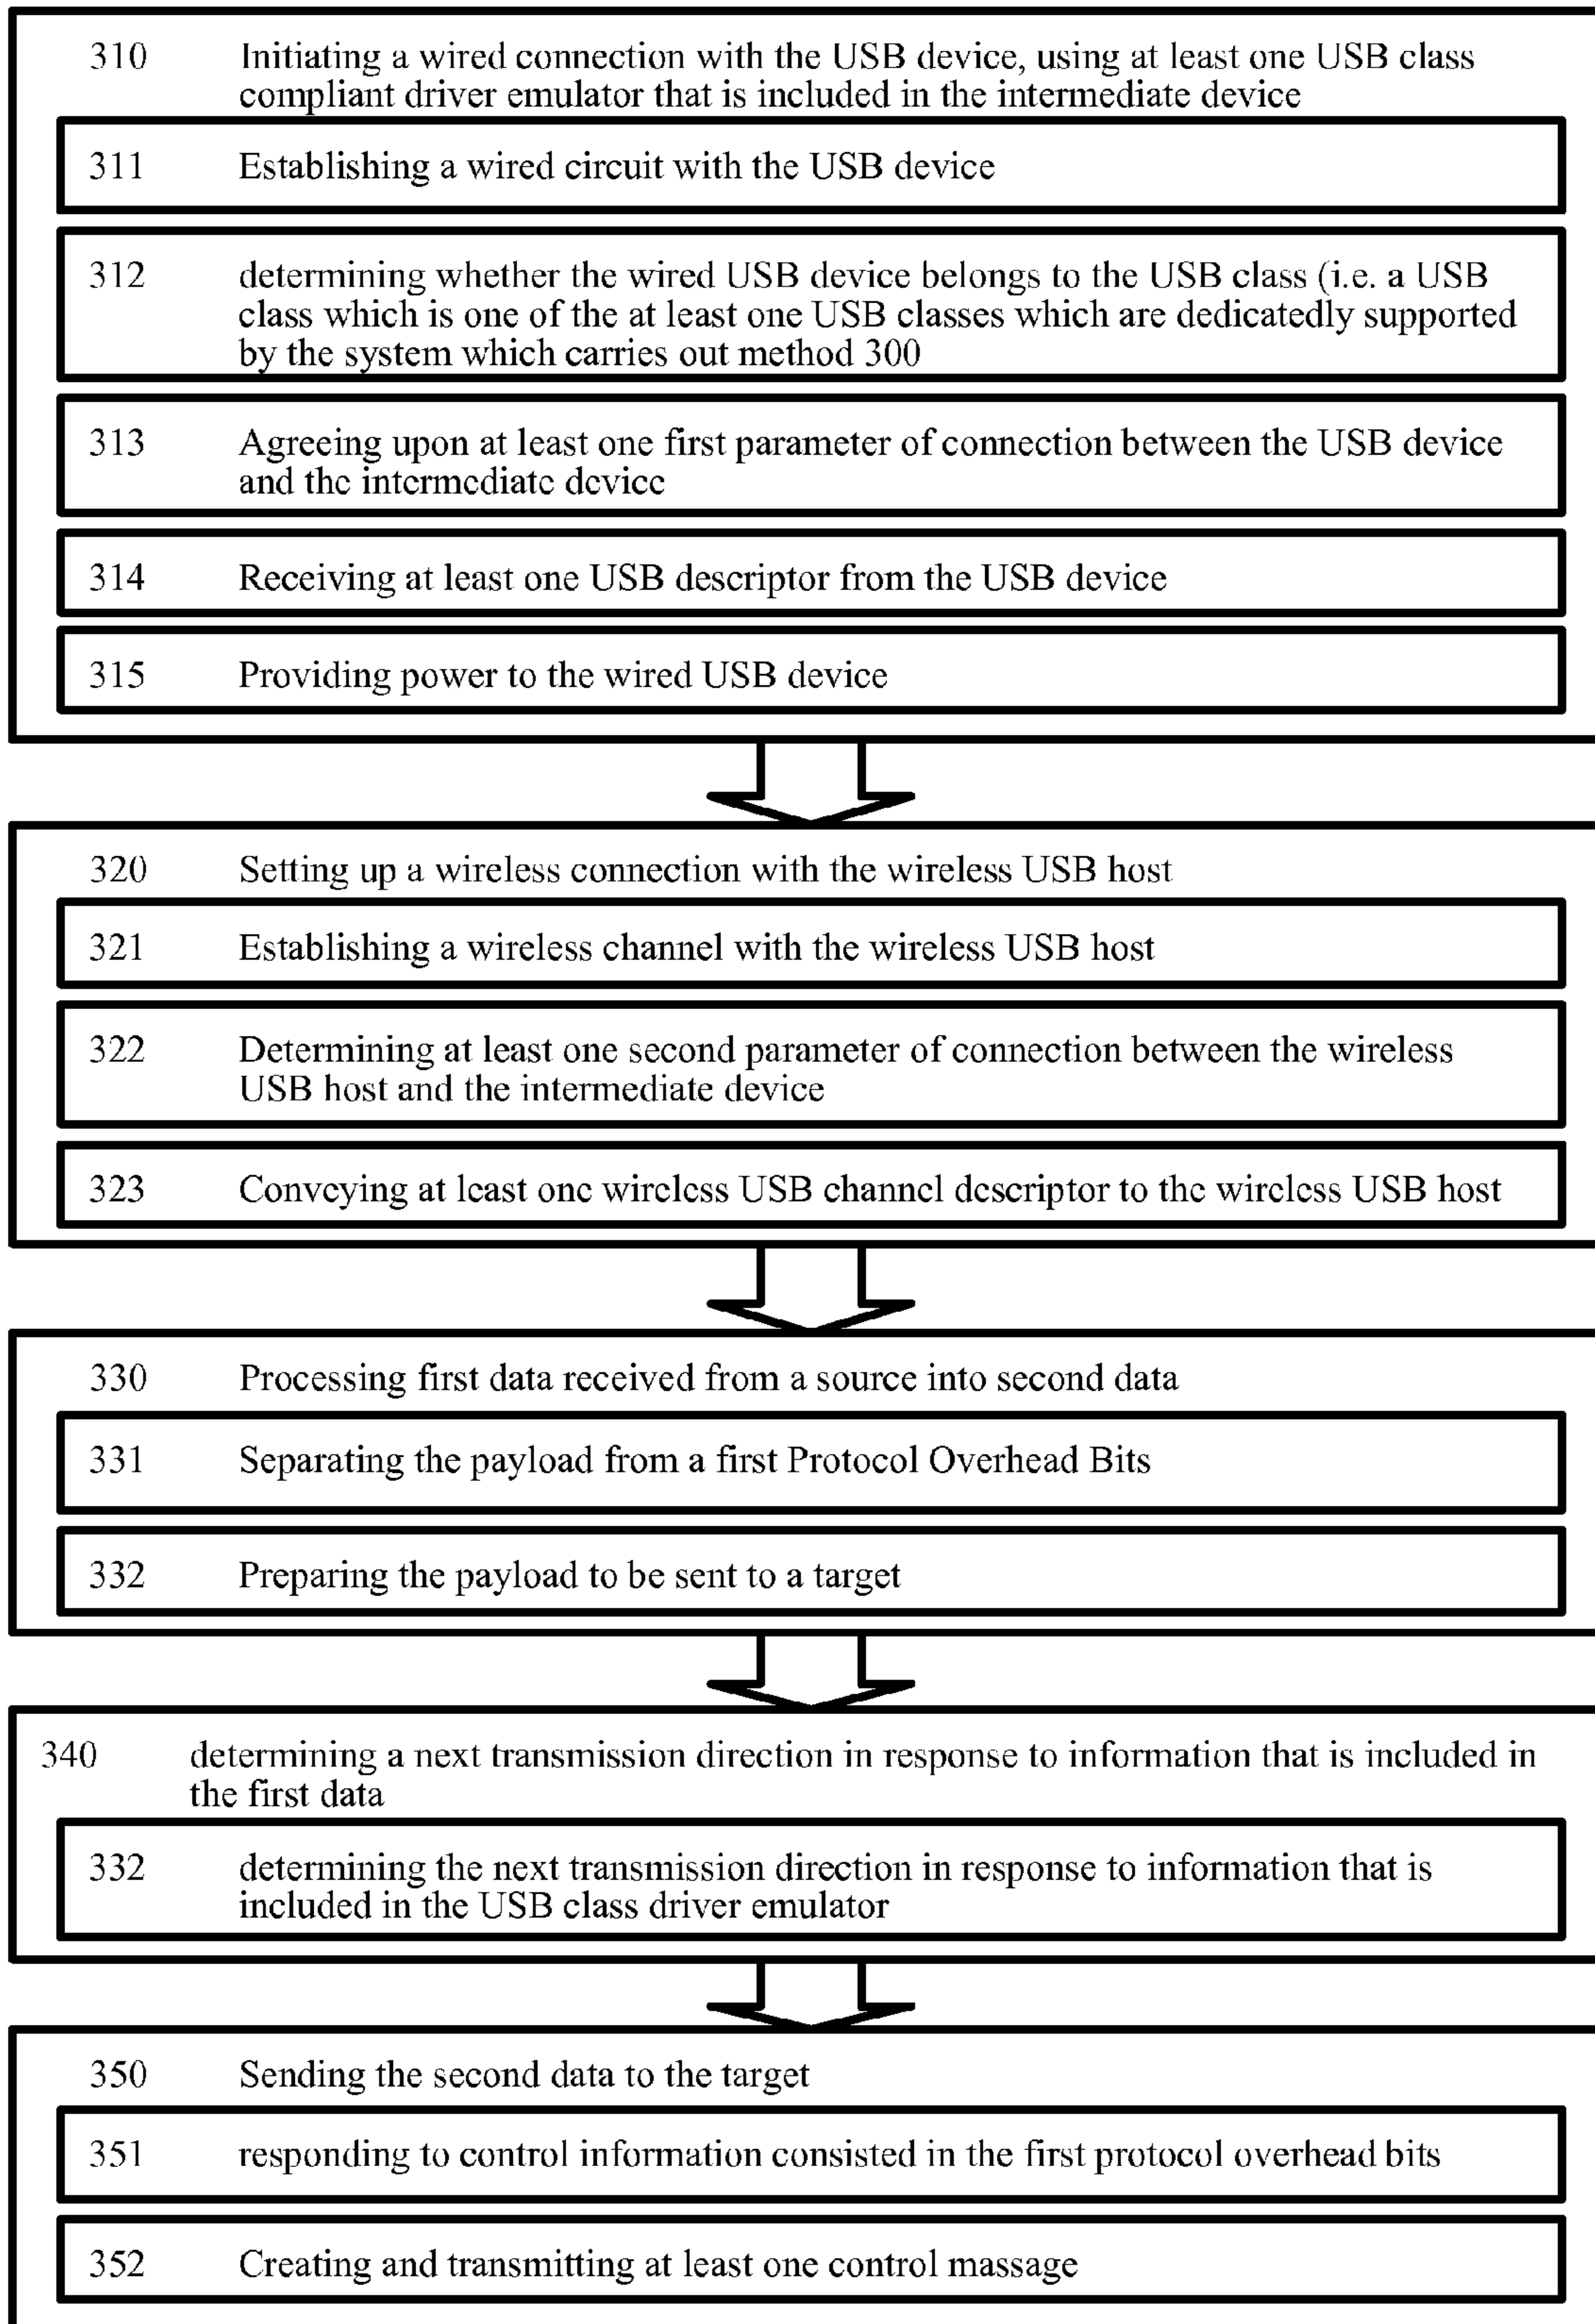 310 Initiating a wired connection with the USB device, using at least one USB class
compliant driver emulator that is included in the intermediate device
311 Establishing a wired circuit with the USB device
312 determining whether the wired USB device belongs to the USB class (i.e. a USB
class which is one of the at least one USB classes which are dedicatedly supported
by the system which carries out method 300
313 Agreeing upon at least one first parameter of connection between the USB device
and the intermediate device
314 Receiving at least one USB descriptor from the USB device
315 Providing power to the wired USB device
320 Setting up a wireless connection with the wireless USB host
321 Establishing a wireless channel with the wireless USB host
322 Determining at least one second parameter of connection between the wireless
USB host and the intermediate device
323 Conveying at least one wireless USB channel descriptor to the wireless USB host
330 Processing first data received from a source into second data
331 Separating the payload from a first Protocol Overhead Bits
332 Preparing the payload to be sent to a target
340 determining a next transmission direction in response to information that is included in
the first data
332 determining the next transmission direction in response to information that is
included in the USB class driver emulator
350 Sending the second data to the target
351 responding to control information consisted in the first protocol overhead bits
352 Creating and transmitting at least one control massage